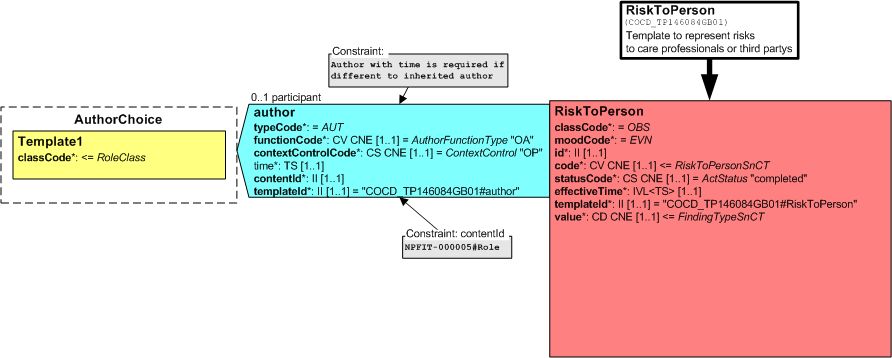 RiskToPerson
(COCD_TP146084GB01)
Template to represent risks
to care professionals or third partys
Constraint:
Author with time is required if
different to inherited author
0..1 participant
AuthorChoice
Template1
classCode*: <= RoleClass
author
typeCode*: = AUT
functionCode*: CV CNE [1..1] = AuthorFunctionType "OA"
contextControlCode*: CS CNE [1..1] = ContextControl "OP"
time*: TS [1..1]
contentId*: II [1..1]
templateId*: II [1..1] = "COCD_TP146084GB01#author"
Constraint: contentId
NPFIT-000005#Role
RiskToPerson
classCode*: = OBS
moodCode*: = EVN
id*: II [1..1]
code*: CV CNE [1..1] <= RiskToPersonSnCT
statusCode*: CS CNE [1..1] = ActStatus "completed"
effectiveTime*: IVL<TS> [1..1]
templateId*: II [1..1] = "COCD_TP146084GB01#RiskToPerson"
value*: CD CNE [1..1] <= FindingTypeSnCT